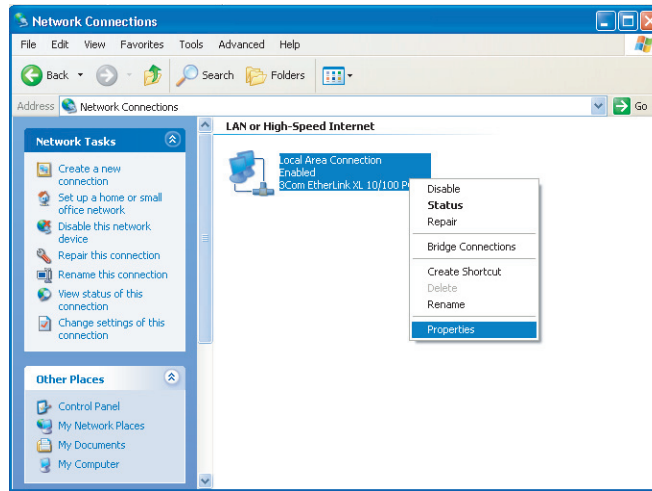 Network Connections
File Edit View Favorites Tools Advanced Help
Back Search Folders
Address Network Connections Go
Network Tasks
Create a new
connection
Set up a home or small
office network
Disable this network
device
Repair this connection
Rename this connection
View status of this
connection
Change settings of this
connection
Other Places
Control Panel
My Network Places
My Documents
My Computer
LAN or High-Speed Internet
Local Area Connection
Enabled
3Com EtherLink XL 10/100
Disable
Status
Repair
Bridge Connections
Create Shortcut
Delete
Rename
Properties